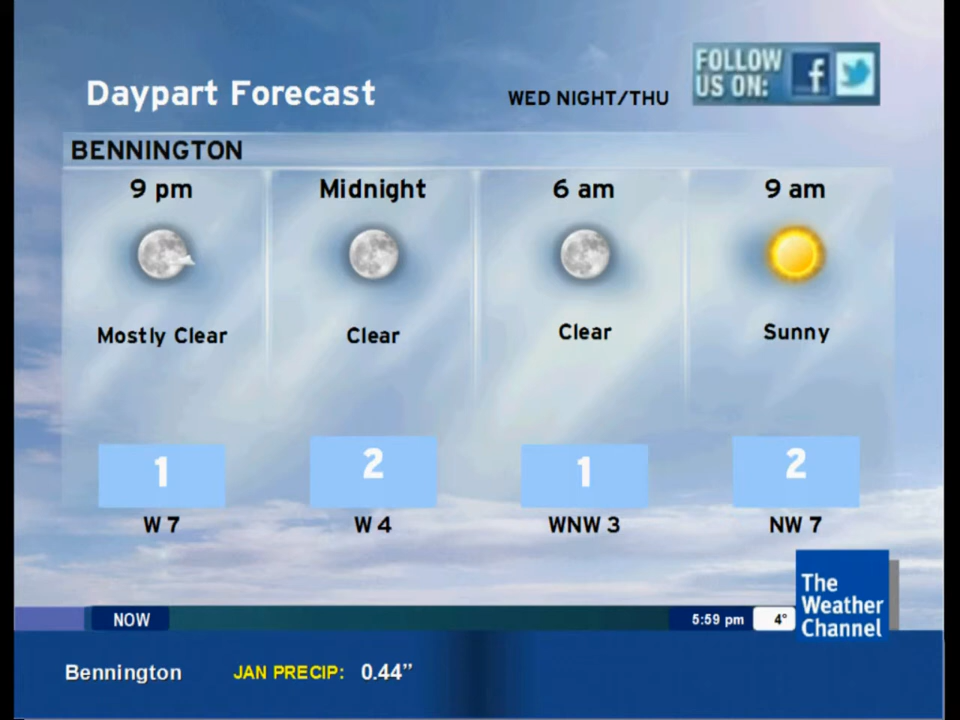 FOLLOW
US ON:
Daypart Forecast
WED NIGHT/THU
BENNINGTON
9 pm Midnight 6 am 9 am
Mostly Clear Clear Clear Sunny
1 2 1 2
W 7 W 4 WNW 3 NW 7
The
Weather
Channel
NOW 5:59 pm 4°
Bennington JAN PRECIP: 0.44”